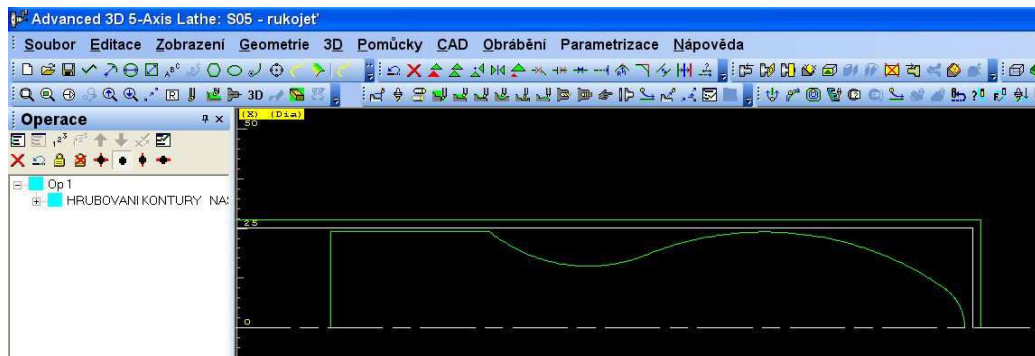 Advanced 3D 5-Axis Lathe: S05 - rukojeť
Soubor Editace Zobrazení Geometrie 3D Pomůcky CAD Obrábění Parametrizace Nápověda
3D
Operace
(X) (Dia)
50
Op 1
HRUBOVANI KONTURY NA
25
0